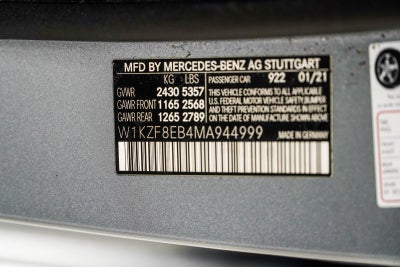 MFD BY MERCEDES-BENZ AG STUTTGART
KG LBS PASSENGER CAR 922 01/21
GVWR 2430 5357
GAWR FRONT 1165 2568
GAWR REAR 1265 2789
THIS VEHICLE CONFORMS TO ALL APPLICABLE
U.S. FEDERAL MOTOR VEHICLE SAFETY, BUMPER
AND THEFT PREVENTION STANDARDS IN EFFECT
ON THE DATE OF MANUFACTURE SHOWN ABOVE
W1KZF8EB4MA944999 MADE IN GERMANY